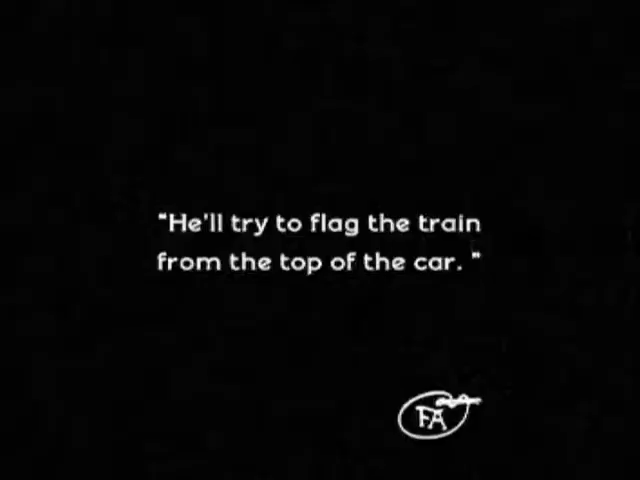 "He'll try to flag the train
from the top of the car. "
FA